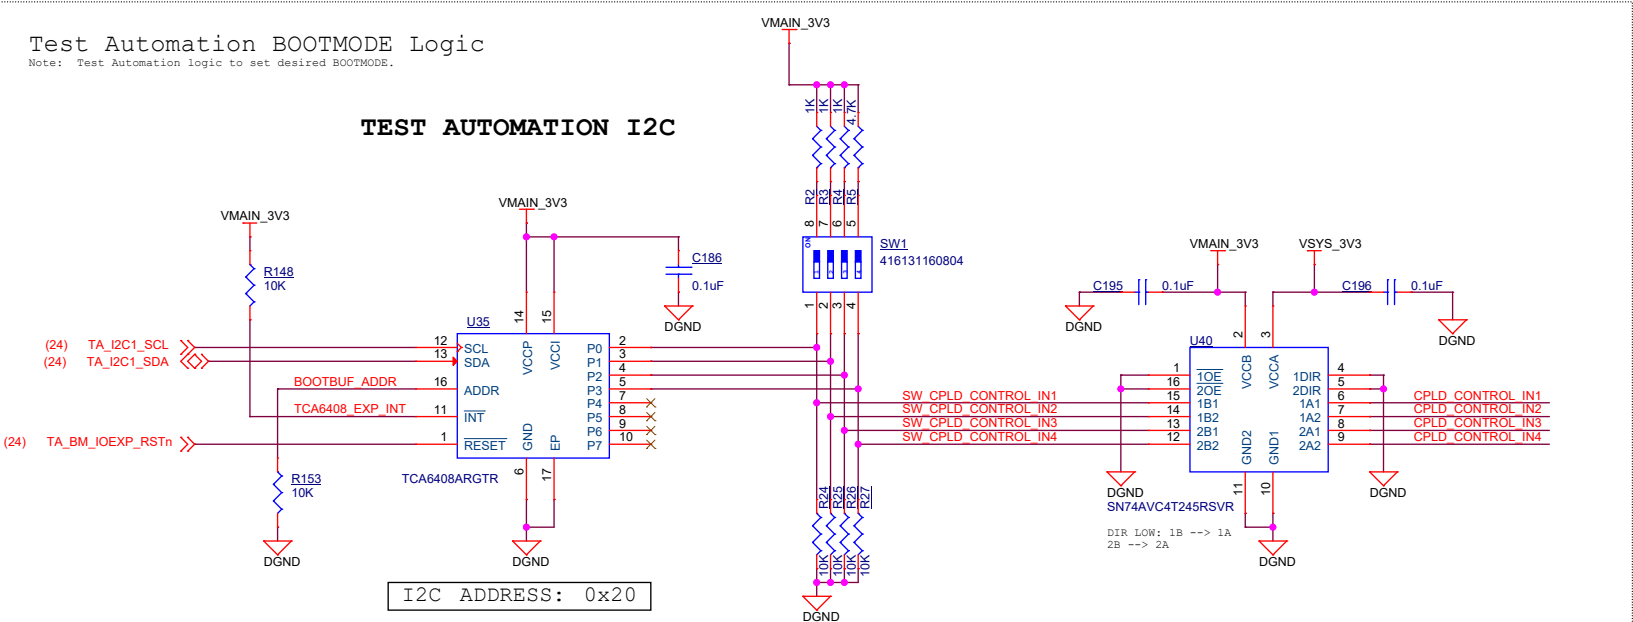 Test Automation BOOTMODE Logic
Note: Test Automation logic to set desired BOOTMODE.
TEST AUTOMATION I2C
VMAIN_3V3
1K
1K
1K
4.7K
R2
R3
R4
R5
8
7
6
5
ON
1
2
3
4
SW1
416131160804
1
2
3
4
VMAIN_3V3
R148
10K
VMAIN_3V3
C186
0.1uF
DGND
U35
14
15
VCCP
VCCI
(24) TA_I2C1_SCL
12
SCL
(24) TA_I2C1_SDA
13
SDA
BOOTBUF_ADDR
16
ADDR
TCA6408_EXP_INT
11
INT
(24) TA_BM_IOEXP_RSTn
1
RESET
GND
EP
6
17
P0
2
P1
3
P2
4
P3
5
P4
7
P5
8
P6
9
P7
10
TCA6408ARGTR
R153
10K
DGND
DGND
I2C ADDRESS: 0x20
R24
R25
R26
R27
10K
10K
10K
10K
DGND
SW_CPLD_CONTROL_IN1
SW_CPLD_CONTROL_IN2
SW_CPLD_CONTROL_IN3
SW_CPLD_CONTROL_IN4
VMAIN_3V3
VSYS_3V3
C195
0.1uF
DGND
C196
0.1uF
DGND
U40
2
3
VCCB
VCCA
1
1OE
16
2OE
15
1B1
14
1B2
13
2B1
12
2B2
GND2
GND1
11
10
1DIR
4
2DIR
5
1A1
6
CPLD_CONTROL_IN1
1A2
7
CPLD_CONTROL_IN2
2A1
8
CPLD_CONTROL_IN3
2A2
9
CPLD_CONTROL_IN4
DGND
SN74AVC4T245RSVR
DGND
DIR LOW: 1B --> 1A
2B --> 2A
DGND